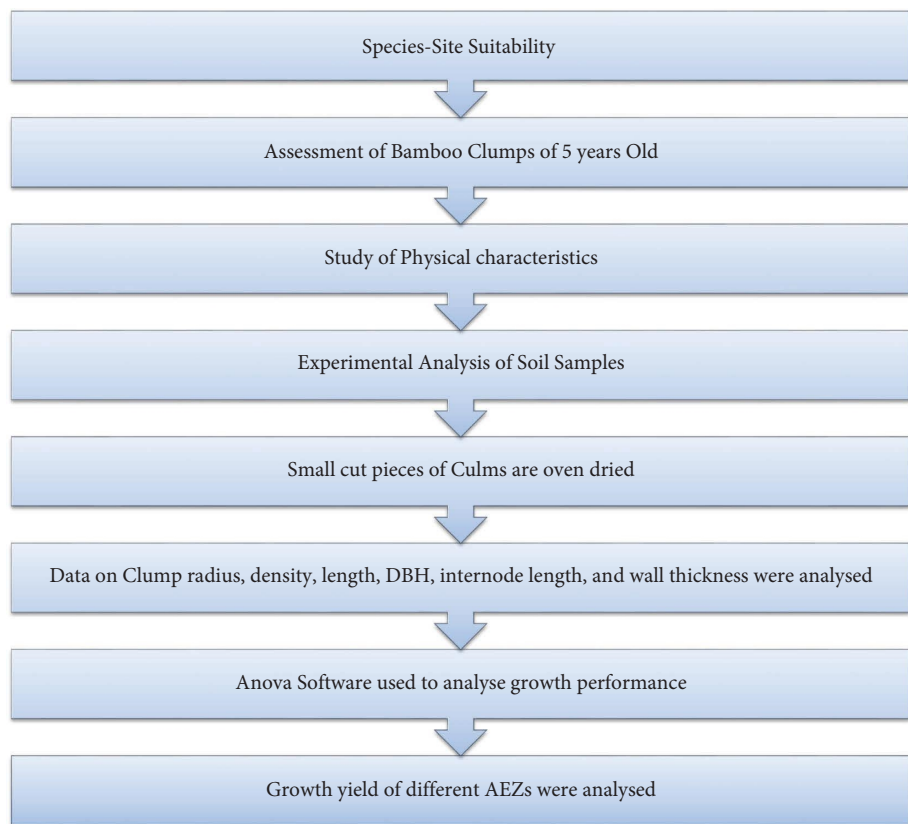 Species-Site Suitability
Assessment of Bamboo Clumps of 5 years Old
Study of Physical characteristics
Experimental Analysis of Soil Samples
Small cut pieces of Culms are oven dried
Data on Clump radius, density, length, DBH, internode length, and wall thickness were analysed
Anova Software used to analyse growth performance
Growth yield of different AEZs were analysed